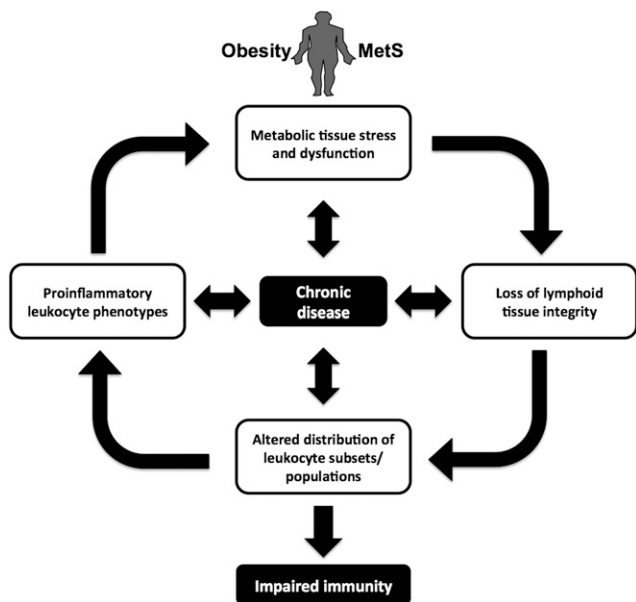 Obesity MetS
Metabolic tissue stress
and dysfunction
Proinflammatory
leukocyte phenotypes
Chronic
disease
Loss of lymphoid
tissue integrity
Altered distribution of
leukocyte subsets/
populations
Impaired immunity